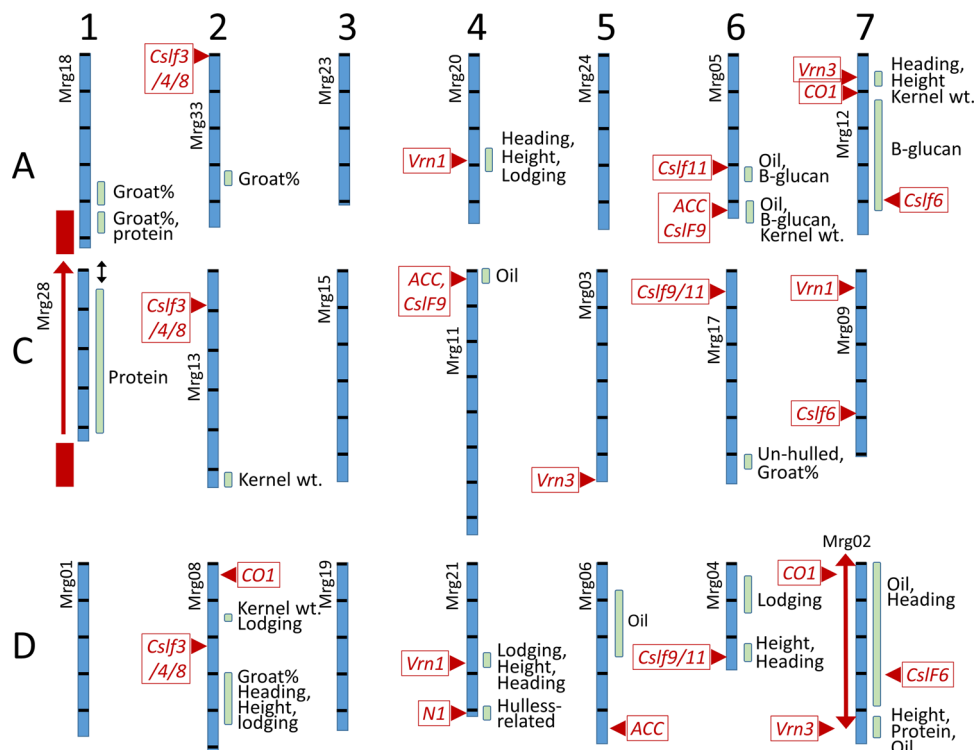 1
2
3
4
5
6
7
A
Mrg18
Groat%
Groat%,
protein
Cslf3
/4/8
Mrg33
Groat%
Mrg23
Mrg20
Vrn1
Heading,
Height,
Lodging
Mrg24
Mrg05
Cslf11
Oil,
B-glucan
ACC
CslF9
Oil,
B-glucan,
Kernel wt.
Vrn3
CO1
Mrg12
Heading,
Height
Kernel wt.
B-glucan
Cslf6
C
Mrg28
Protein
Cslf3
/4/8
Mrg13
Kernel wt.
Mrg15
ACC,
CslF9
Oil
Mrg11
Mrg03
Vrn3
Cslf9/11
Mrg17
Un-hulled,
Groat%
Vrn1
Mrg09
Cslf6
D
Mrg01
Mrg08
CO1
Kernel wt.
Lodging
Cslf3
/4/8
Groat%
Heading,
Height,
lodging
Mrg19
Mrg21
Vrn1
Lodging,
Height,
Heading
N1
Hulless-
related
Mrg06
Oil
ACC
Mrg04
Lodging
Cslf9/11
Height,
Heading
Mrg02
CO1
Oil,
Heading
CslF6
Vrn3
Height,
Protein,
Oil